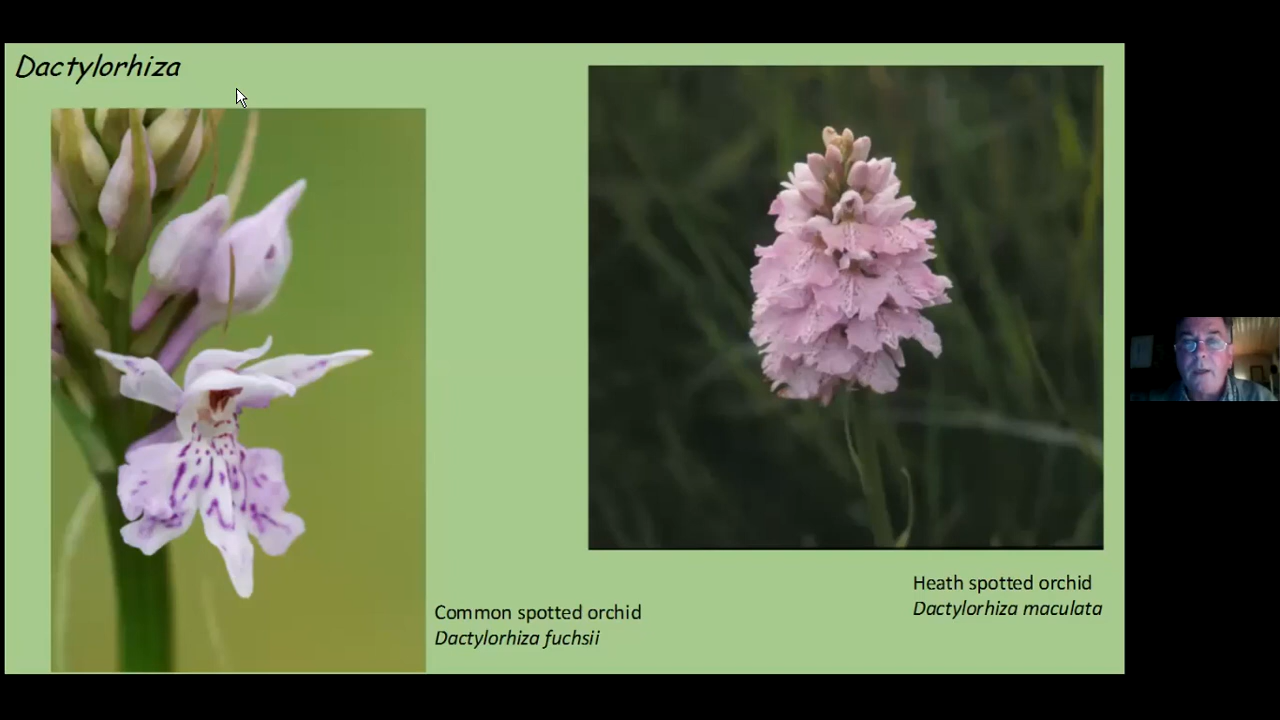 Dactylorhiza
Common spotted orchid
Dactylorhiza fuchsii
Heath spotted orchid
Dactylorhiza maculata